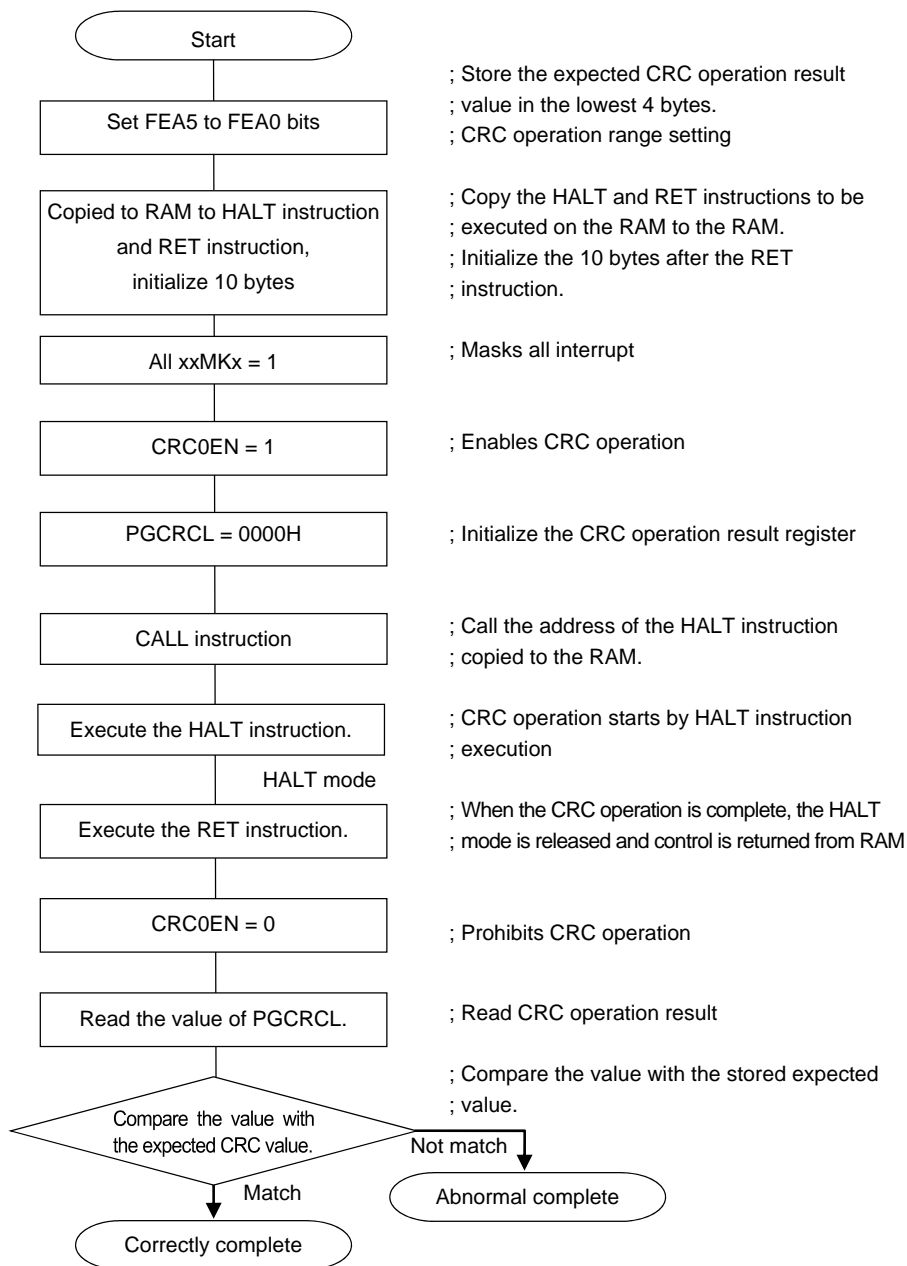 Start
; Store the expected CRC operation result
; value in the lowest 4 bytes.
Set FEA5 to FEA0 bits
; CRC operation range setting
Copied to RAM to HALT instruction
and RET instruction,
initialize 10 bytes
; Copy the HALT and RET instructions to be
; executed on the RAM to the RAM.
; Initialize the 10 bytes after the RET
; instruction.
All xxMKx = 1
; Masks all interrupt
CRC0EN = 1
; Enables CRC operation
PGCRCL = 0000H
; Initialize the CRC operation result register
CALL instruction
; Call the address of the HALT instruction
; copied to the RAM.
Execute the HALT instruction.
; CRC operation starts by HALT instruction
; execution
HALT mode
Execute the RET instruction.
; When the CRC operation is complete, the HALT
; mode is released and control is returned from RAM
CRC0EN = 0
; Prohibits CRC operation
Read the value of PGCRCL.
; Read CRC operation result
; Compare the value with the stored expected
; value.
Compare the value with
the expected CRC value.
Not match
Match
Abnormal complete
Correctly complete